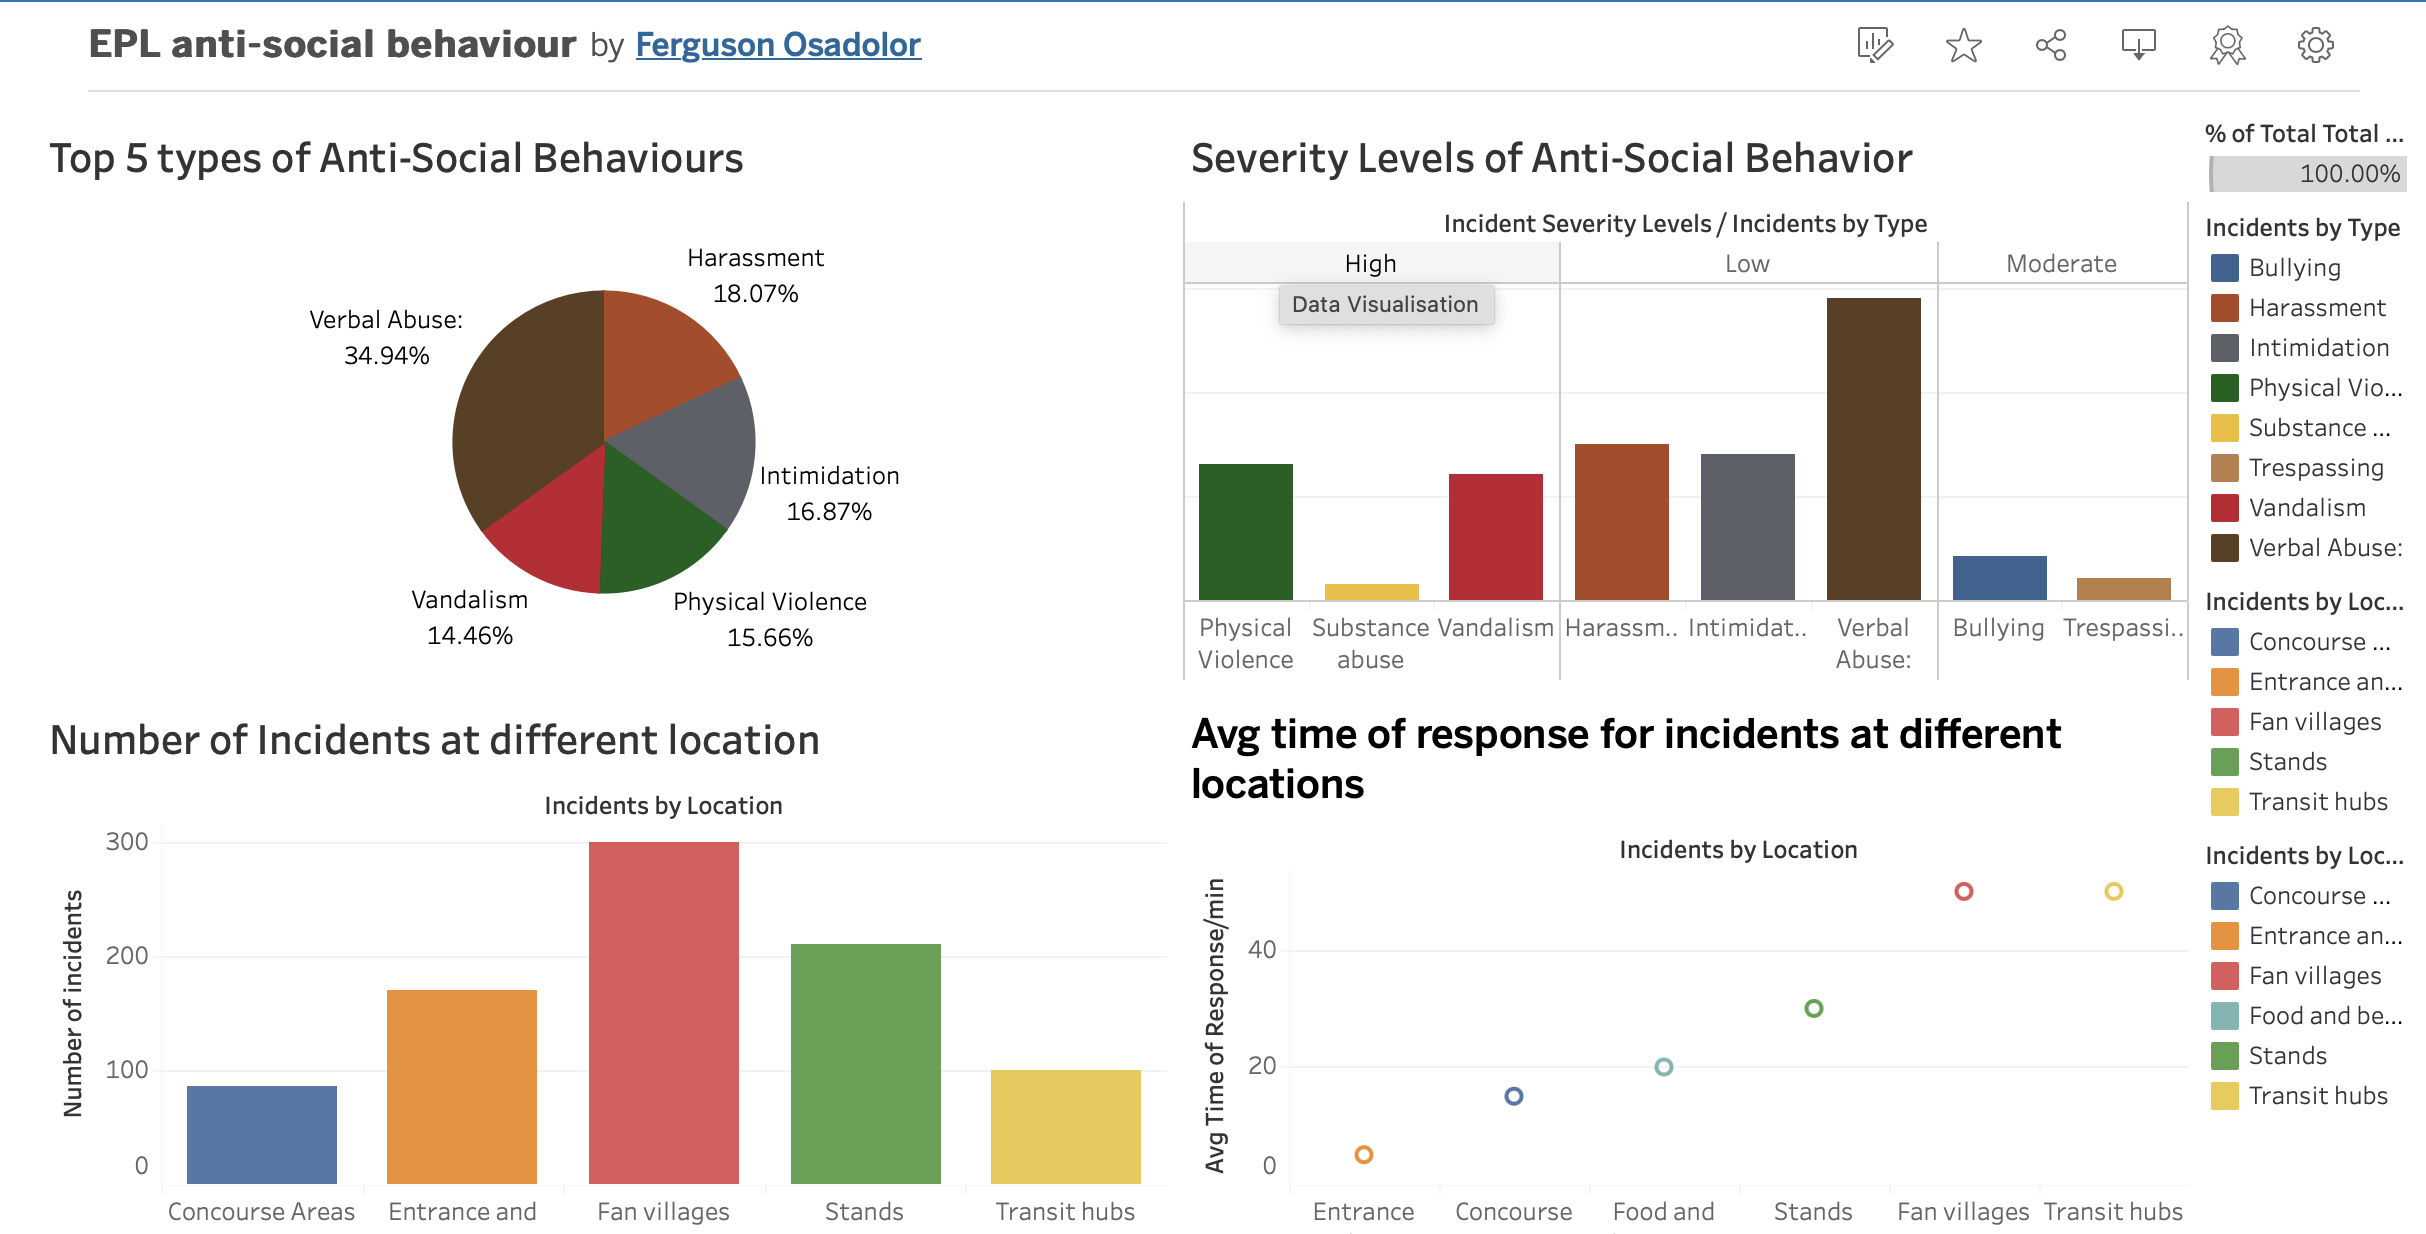 EPL anti-social behaviour by Ferguson Osadolor
Top 5 types of Anti-Social Behaviours
Harassment
18.07%
Verbal Abuse:
34.94%
Intimidation
16.87%
Vandalism
14.46%
Physical Violence
15.66%
Severity Levels of Anti-Social Behavior
Incident Severity Levels / Incidents by Type
High
Low
Moderate
Data Visualisation
Physical
Violence
Substance
abuse
Vandalism
Harassm..
Intimidat..
Verbal
Abuse:
Bullying
Trespassi..
% of Total Total ...
100.00%
Incidents by Type
Bullying
Harassment
Intimidation
Physical Vio...
Substance ...
Trespassing
Vandalism
Verbal Abuse:
Incidents by Loc...
Concourse ...
Entrance an...
Fan villages
Stands
Transit hubs
Incidents by Loc...
Concourse ...
Entrance an...
Fan villages
Food and be...
Stands
Transit hubs
Number of Incidents at different location
Incidents by Location
Number of incidents
300
200
100
0
Concourse Areas
Entrance and
Fan villages
Stands
Transit hubs
Avg time of response for incidents at different
locations
Incidents by Location
Avg Time of Response/min
40
20
0
Entrance
Concourse
Food and
Stands
Fan villages
Transit hubs